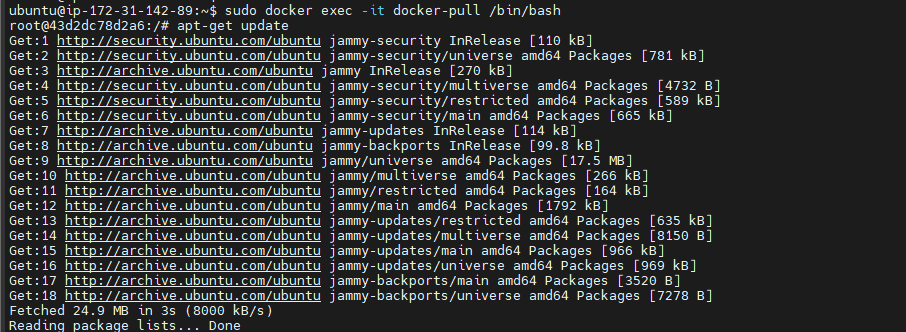 ubuntu@ip-172-31-142-89:~$ sudo docker exec -it docker-pull /bin/bash
root@43d2dc78d2a6:/# apt-get update
Get:1 http://security.ubuntu.com/ubuntu jammy-security InRelease [110 kB]
Get:2 http://security.ubuntu.com/ubuntu jammy-security/universe amd64 Packages [781 kB]
Get:3 http://archive.ubuntu.com/ubuntu jammy InRelease [270 kB]
Get:4 http://security.ubuntu.com/ubuntu jammy-security/multiverse amd64 Packages [4732 B]
Get:5 http://security.ubuntu.com/ubuntu jammy-security/restricted amd64 Packages [589 kB]
Get:6 http://security.ubuntu.com/ubuntu jammy-security/main amd64 Packages [665 kB]
Get:7 http://archive.ubuntu.com/ubuntu jammy-updates InRelease [114 kB]
Get:8 http://archive.ubuntu.com/ubuntu jammy-backports InRelease [99.8 kB]
Get:9 http://archive.ubuntu.com/ubuntu jammy/universe amd64 Packages [17.5 MB]
Get:10 http://archive.ubuntu.com/ubuntu jammy/multiverse amd64 Packages [266 kB]
Get:11 http://archive.ubuntu.com/ubuntu jammy/restricted amd64 Packages [164 kB]
Get:12 http://archive.ubuntu.com/ubuntu jammy/main amd64 Packages [1792 kB]
Get:13 http://archive.ubuntu.com/ubuntu jammy-updates/restricted amd64 Packages [635 kB]
Get:14 http://archive.ubuntu.com/ubuntu jammy-updates/multiverse amd64 Packages [8150 B]
Get:15 http://archive.ubuntu.com/ubuntu jammy-updates/main amd64 Packages [966 kB]
Get:16 http://archive.ubuntu.com/ubuntu jammy-updates/universe amd64 Packages [969 kB]
Get:17 http://archive.ubuntu.com/ubuntu jammy-backports/main amd64 Packages [3520 B]
Get:18 http://archive.ubuntu.com/ubuntu jammy-backports/universe amd64 Packages [7278 B]
Fetched 24.9 MB in 3s (8000 kB/s)
Reading package lists... Done